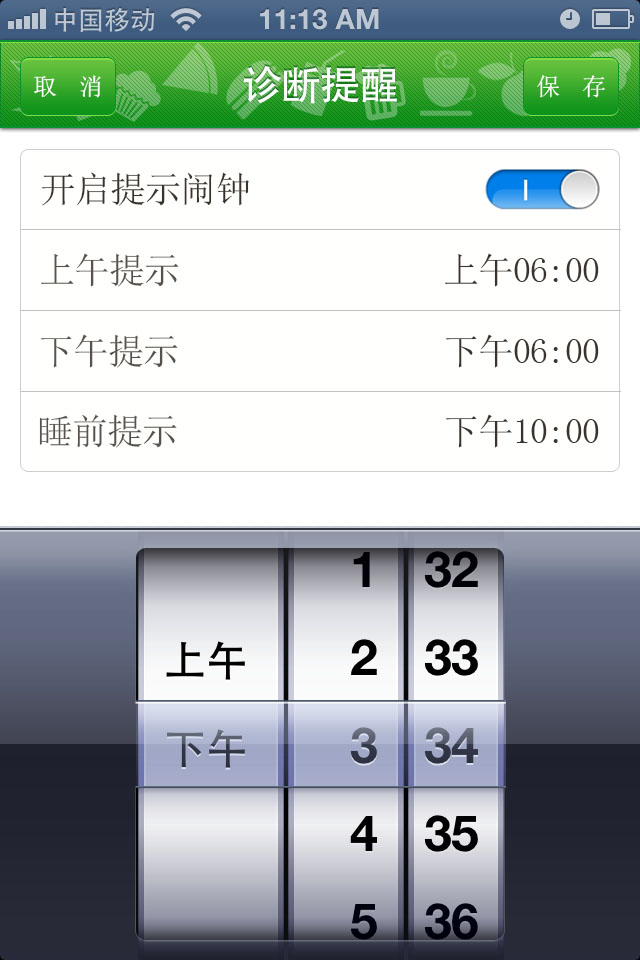 中国移动 11:13 AM
取 消 诊断提醒 保 存
开启提示闹钟
上午提示 上午06:00
下午提示 下午06:00
睡前提示 下午10:00
1 32
上午 2 33
下午 3 34
4 35
5 36